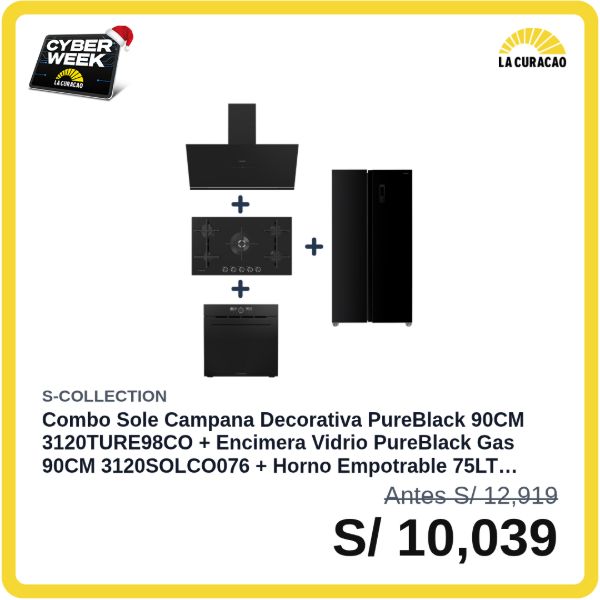 CYBER
WEEK
LA CURACAO
LA CURACAO
S-COLLECTION
Combo Sole Campana Decorativa PureBlack 90CM
3120TURE98CO + Encimera Vidrio PureBlack Gas
90CM 3120SOLCO076 + Horno Empotrable 75LT…
Antes S/ 12,919
S/ 10,039